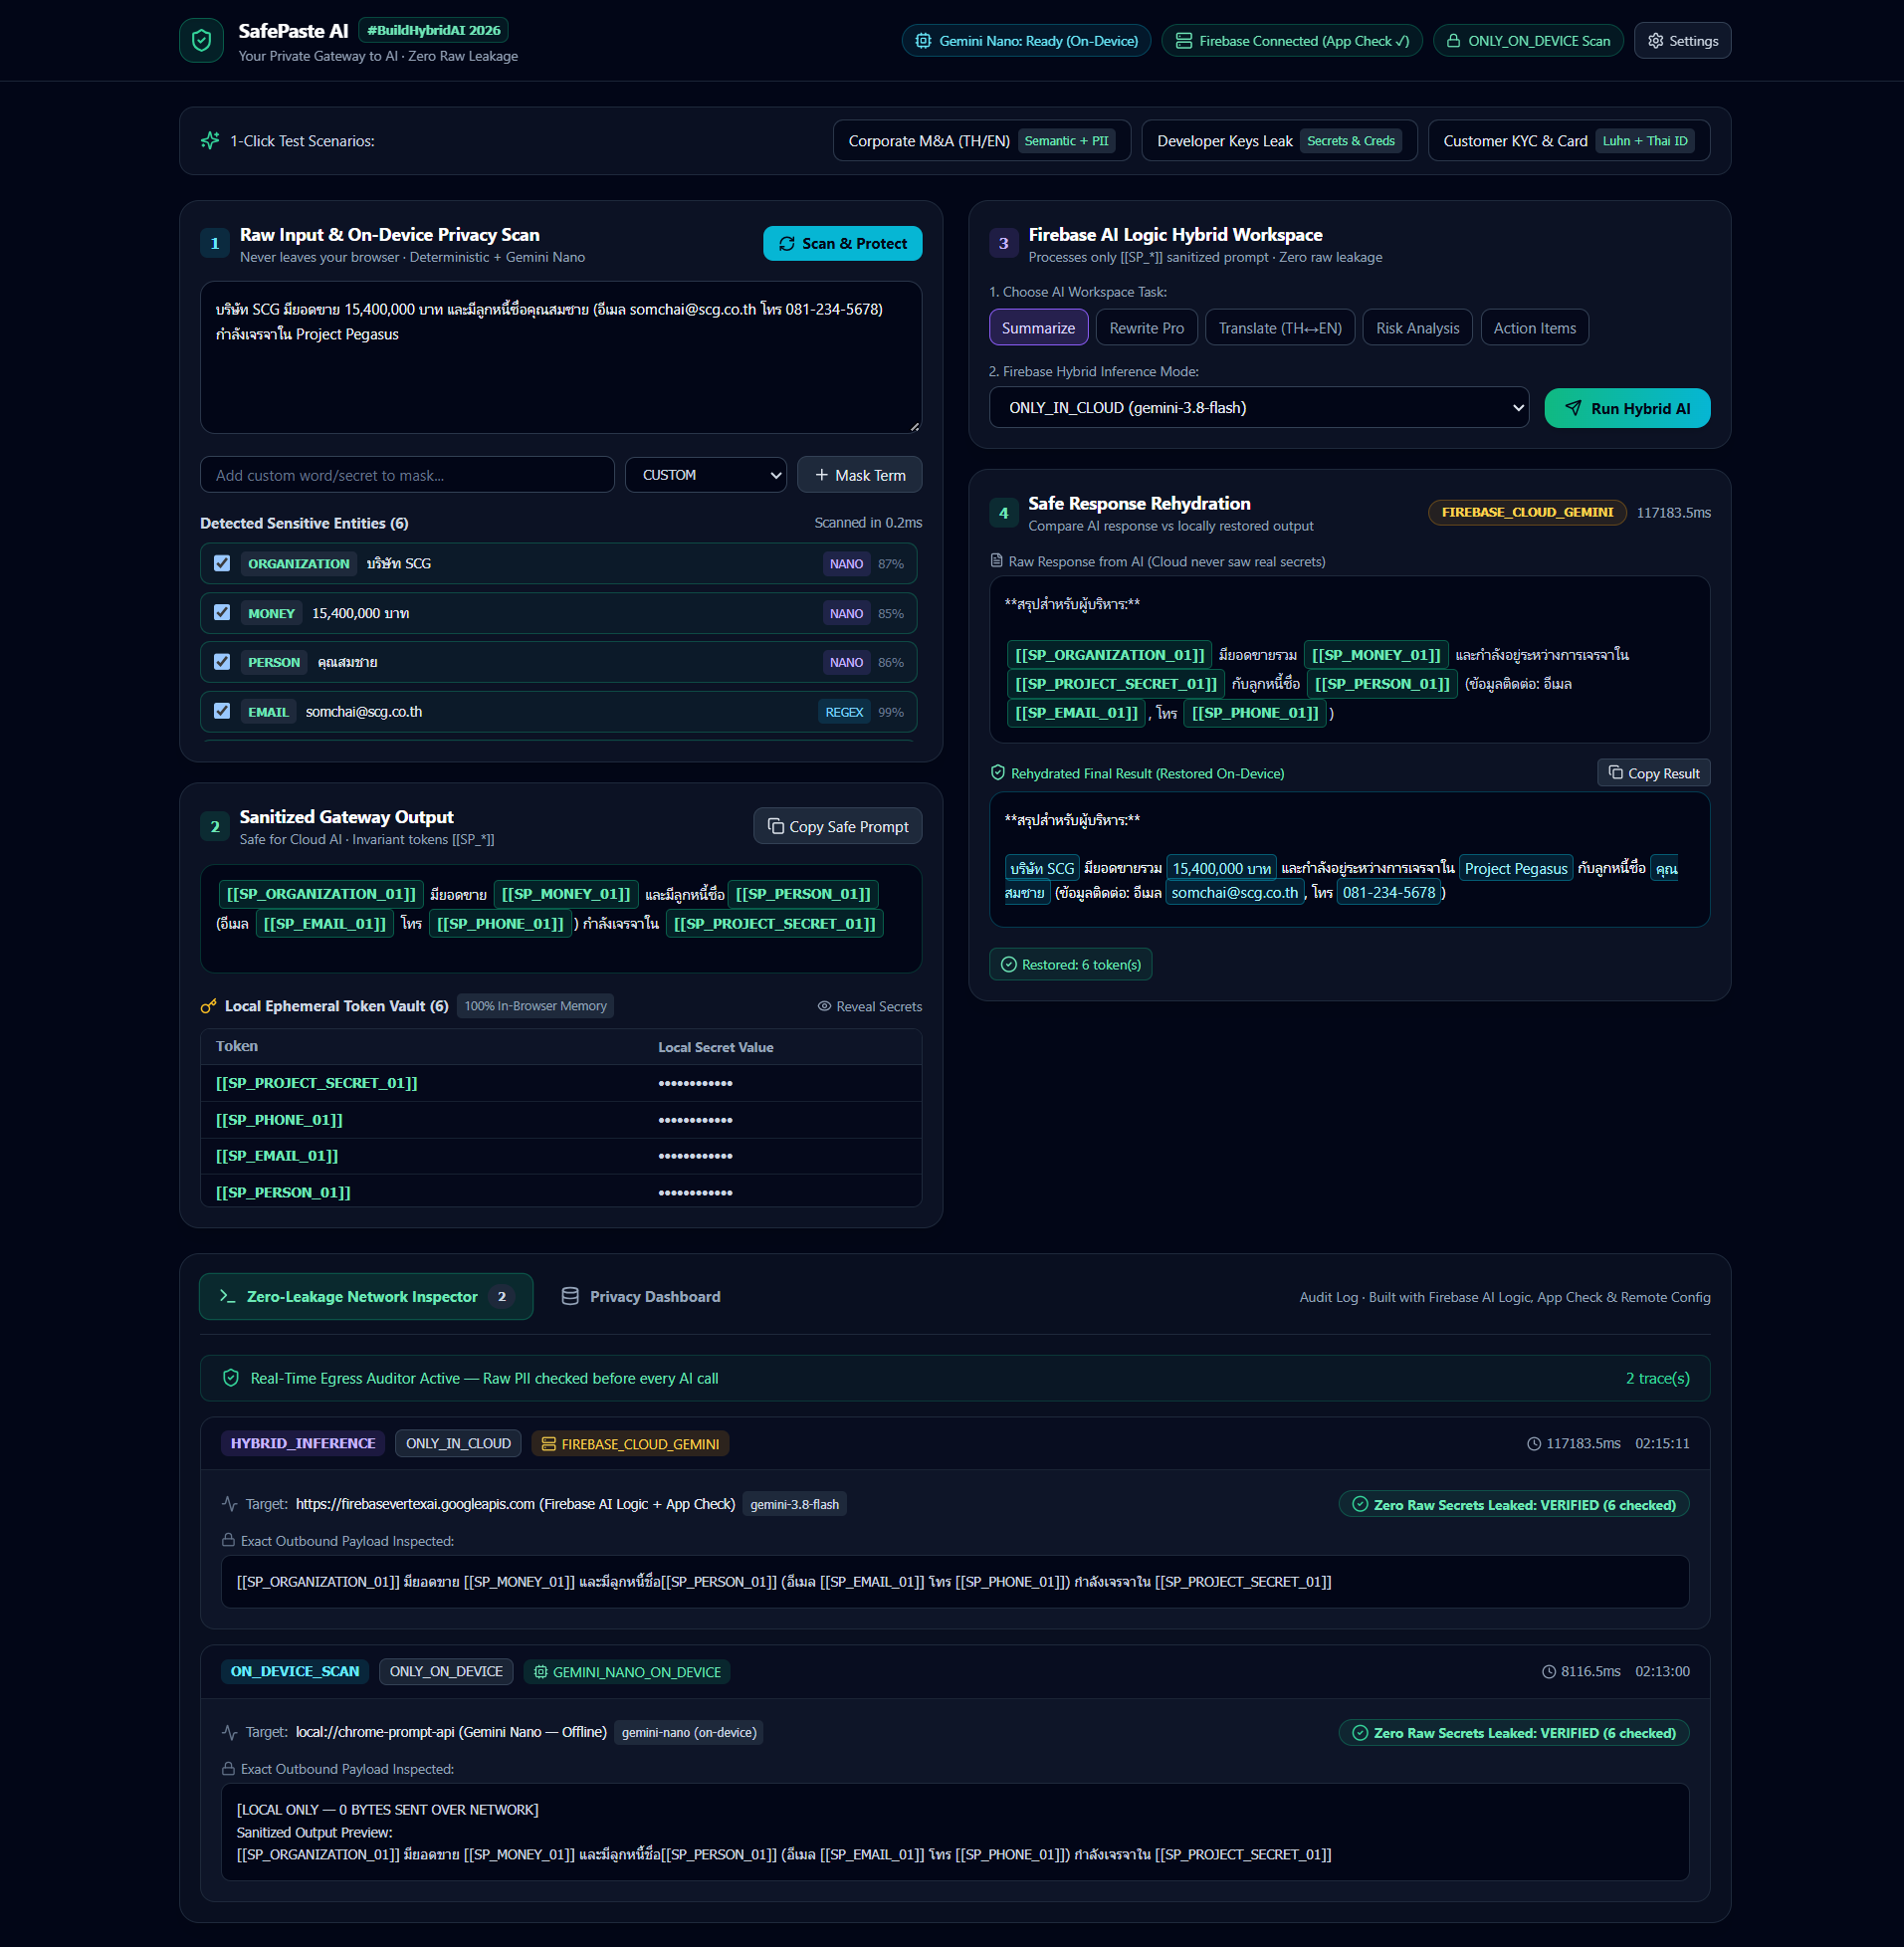 SafePaste AI #BuildHybridAI 2026
Your Private Gateway to AI · Zero Raw Leakage
Gemini Nano: Ready (On-Device)
Firebase Connected (App Check ✓)
ONLY_ON_DEVICE Scan
Settings
1-Click Test Scenarios:
Corporate M&A (TH/EN) Semantic + PII
Developer Keys Leak Secrets & Creds
Customer KYC & Card Luhn + Thai ID
1 Raw Input & On-Device Privacy Scan
Never leaves your browser · Deterministic + Gemini Nano
Scan & Protect
บริษัท SCG มียอดขาย 15,400,000 บาท และมีลูกหนี้ชื่อคุณสมชาย (อีเมล somchai@scg.co.th โทร 081-234-5678)
กำลังเจรจาใน Project Pegasus
Add custom word/secret to mask...
CUSTOM
+ Mask Term
Detected Sensitive Entities (6)
Scanned in 0.2ms
ORGANIZATION บริษัท SCG NANO 87%
MONEY 15,400,000 บาท NANO 85%
PERSON คุณสมชาย NANO 86%
EMAIL somchai@scg.co.th REGEX 99%
2 Sanitized Gateway Output
Safe for Cloud AI · Invariant tokens [[SP_*]]
Copy Safe Prompt
[[SP_ORGANIZATION_01]] มียอดขาย [[SP_MONEY_01]] และมีลูกหนี้ชื่อ [[SP_PERSON_01]]
(อีเมล [[SP_EMAIL_01]] โทร [[SP_PHONE_01]] ) กำลังเจรจาใน [[SP_PROJECT_SECRET_01]]
Local Ephemeral Token Vault (6) 100% In-Browser Memory
Reveal Secrets
Token Local Secret Value
[[SP_PROJECT_SECRET_01]] ••••••••••••
[[SP_PHONE_01]] ••••••••••••
[[SP_EMAIL_01]] ••••••••••••
[[SP_PERSON_01]] ••••••••••••
3 Firebase AI Logic Hybrid Workspace
Processes only [[SP_*]] sanitized prompt · Zero raw leakage
1. Choose AI Workspace Task:
Summarize
Rewrite Pro
Translate (TH↔EN)
Risk Analysis
Action Items
2. Firebase Hybrid Inference Mode:
ONLY_IN_CLOUD (gemini-3.8-flash)
Run Hybrid AI
4 Safe Response Rehydration
Compare AI response vs locally restored output
FIREBASE_CLOUD_GEMINI 117183.5ms
Raw Response from AI (Cloud never saw real secrets)
**สรุปสำหรับผู้บริหาร:**
[[SP_ORGANIZATION_01]] มียอดขายรวม [[SP_MONEY_01]] และกำลังอยู่ระหว่างการเจรจาใน
[[SP_PROJECT_SECRET_01]] กับลูกหนี้ชื่อ [[SP_PERSON_01]] (ข้อมูลติดต่อ: อีเมล
[[SP_EMAIL_01]] , โทร [[SP_PHONE_01]] )
Rehydrated Final Result (Restored On-Device)
Copy Result
**สรุปสำหรับผู้บริหาร:**
บริษัท SCG มียอดขายรวม 15,400,000 บาท และกำลังอยู่ระหว่างการเจรจาใน Project Pegasus กับลูกหนี้ชื่อ คุณ
สมชาย (ข้อมูลติดต่อ: อีเมล somchai@scg.co.th , โทร 081-234-5678 )
Restored: 6 token(s)
Zero-Leakage Network Inspector 2
Privacy Dashboard
Audit Log · Built with Firebase AI Logic, App Check & Remote Config
Real-Time Egress Auditor Active — Raw PII checked before every AI call
2 trace(s)
HYBRID_INFERENCE ONLY_IN_CLOUD FIREBASE_CLOUD_GEMINI
117183.5ms 02:15:11
Target: https://firebasevertexai.googleapis.com (Firebase AI Logic + App Check) gemini-3.8-flash
Zero Raw Secrets Leaked: VERIFIED (6 checked)
Exact Outbound Payload Inspected:
[[SP_ORGANIZATION_01]] มียอดขาย [[SP_MONEY_01]] และมีลูกหนี้ชื่อ[[SP_PERSON_01]] (อีเมล [[SP_EMAIL_01]] โทร [[SP_PHONE_01]]) กำลังเจรจาใน [[SP_PROJECT_SECRET_01]]
ON_DEVICE_SCAN ONLY_ON_DEVICE GEMINI_NANO_ON_DEVICE
8116.5ms 02:13:00
Target: local://chrome-prompt-api (Gemini Nano — Offline) gemini-nano (on-device)
Zero Raw Secrets Leaked: VERIFIED (6 checked)
Exact Outbound Payload Inspected:
[LOCAL ONLY — 0 BYTES SENT OVER NETWORK]
Sanitized Output Preview:
[[SP_ORGANIZATION_01]] มียอดขาย [[SP_MONEY_01]] และมีลูกหนี้ชื่อ[[SP_PERSON_01]] (อีเมล [[SP_EMAIL_01]] โทร [[SP_PHONE_01]]) กำลังเจรจาใน [[SP_PROJECT_SECRET_01]]